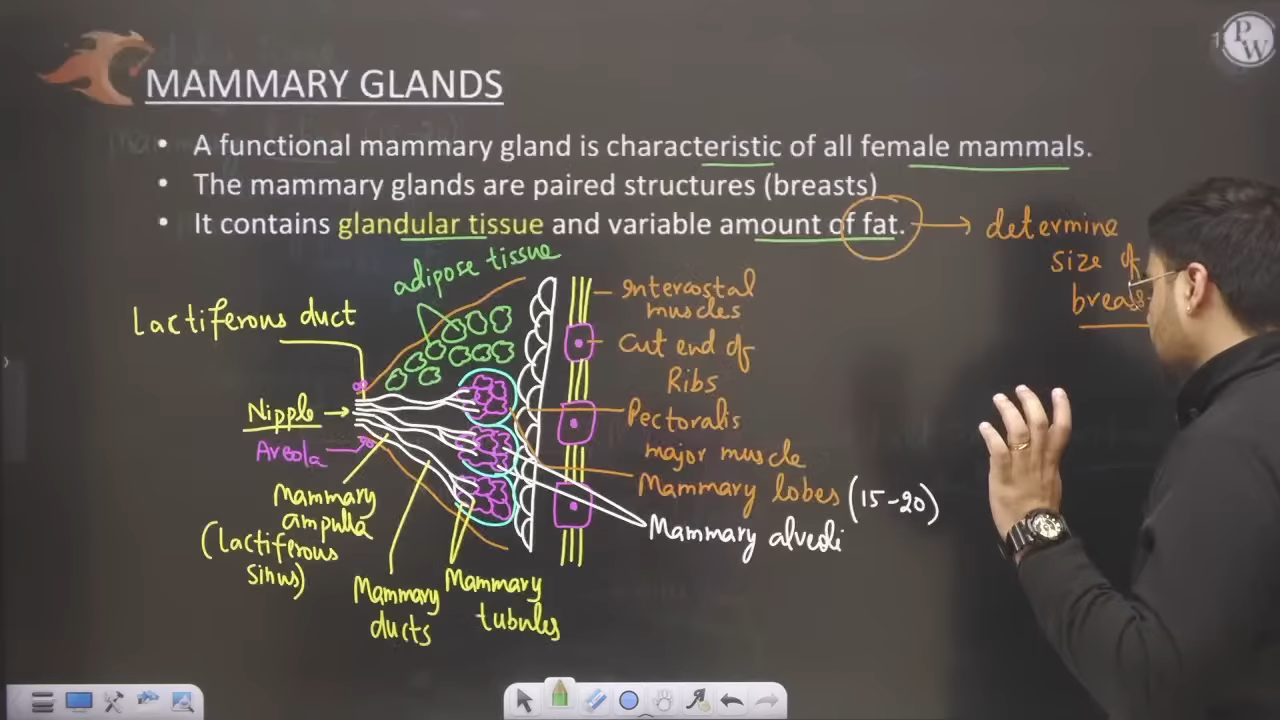 PW
MAMMARY GLANDS
• A functional mammary gland is characteristic of all female mammals.
• The mammary glands are paired structures (breasts)
• It contains glandular tissue and variable amount of fat.
determine
size of
adipose tissue
Lactiferous duct
Nipple
Areola
Mammary
ampulla
(Lactiferous
sinus)
Mammary
ducts
Mammary
tubules
Intercostal
muscles
Cut end of
Ribs
Pectoralis
major muscle
Mammary lobes (15-20)
Mammary alveoli